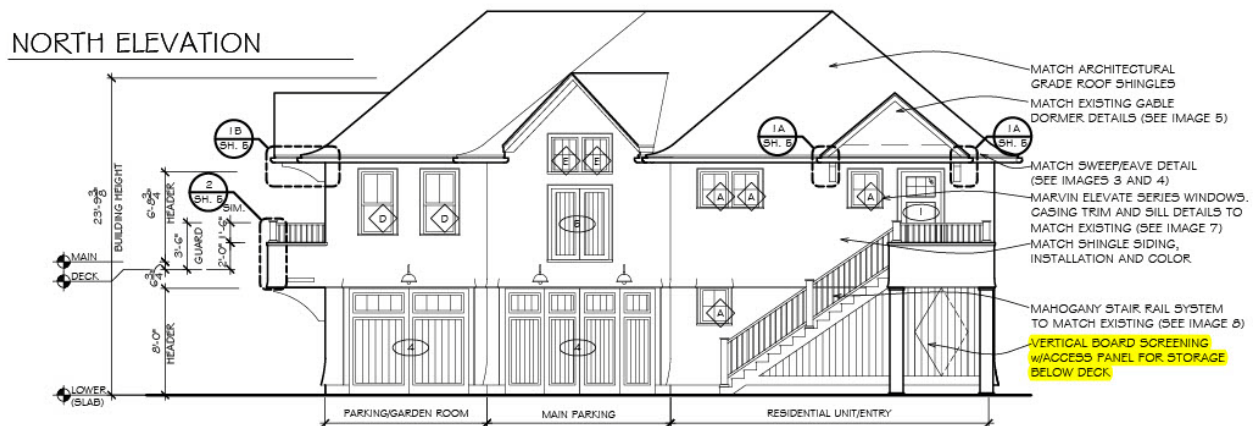 NORTH ELEVATION
1B
SH. 5
2
SH. 5
SIM.
23'-9 3/8"
BUILDING HEIGHT
6'-8 3/4"
HEADER
3'-6"
GUARD
2'-0"
1'-6"
6 3/4"
8'-0"
HEADER
MAIN
DECK
LOWER
(SLAB)
D
D
E
E
6
4
4
A
A
A
A
1
1A
SH. 5
1A
SH. 5
MATCH ARCHITECTURAL
GRADE ROOF SHINGLES
MATCH EXISTING GABLE
DORMER DETAILS (SEE IMAGE 5)
MATCH SWEEP/EAVE DETAIL
(SEE IMAGES 3 AND 4)
MARVIN ELEVATE SERIES WINDOWS.
CASING TRIM AND SILL DETAILS TO
MATCH EXISTING (SEE IMAGE 7)
MATCH SHINGLE SIDING,
INSTALLATION AND COLOR
MAHOGANY STAIR RAIL SYSTEM
TO MATCH EXISTING (SEE IMAGE 8)
VERTICAL BOARD SCREENING
w/ACCESS PANEL FOR STORAGE
BELOW DECK
PARKING/GARDEN ROOM
MAIN PARKING
RESIDENTIAL UNIT/ENTRY